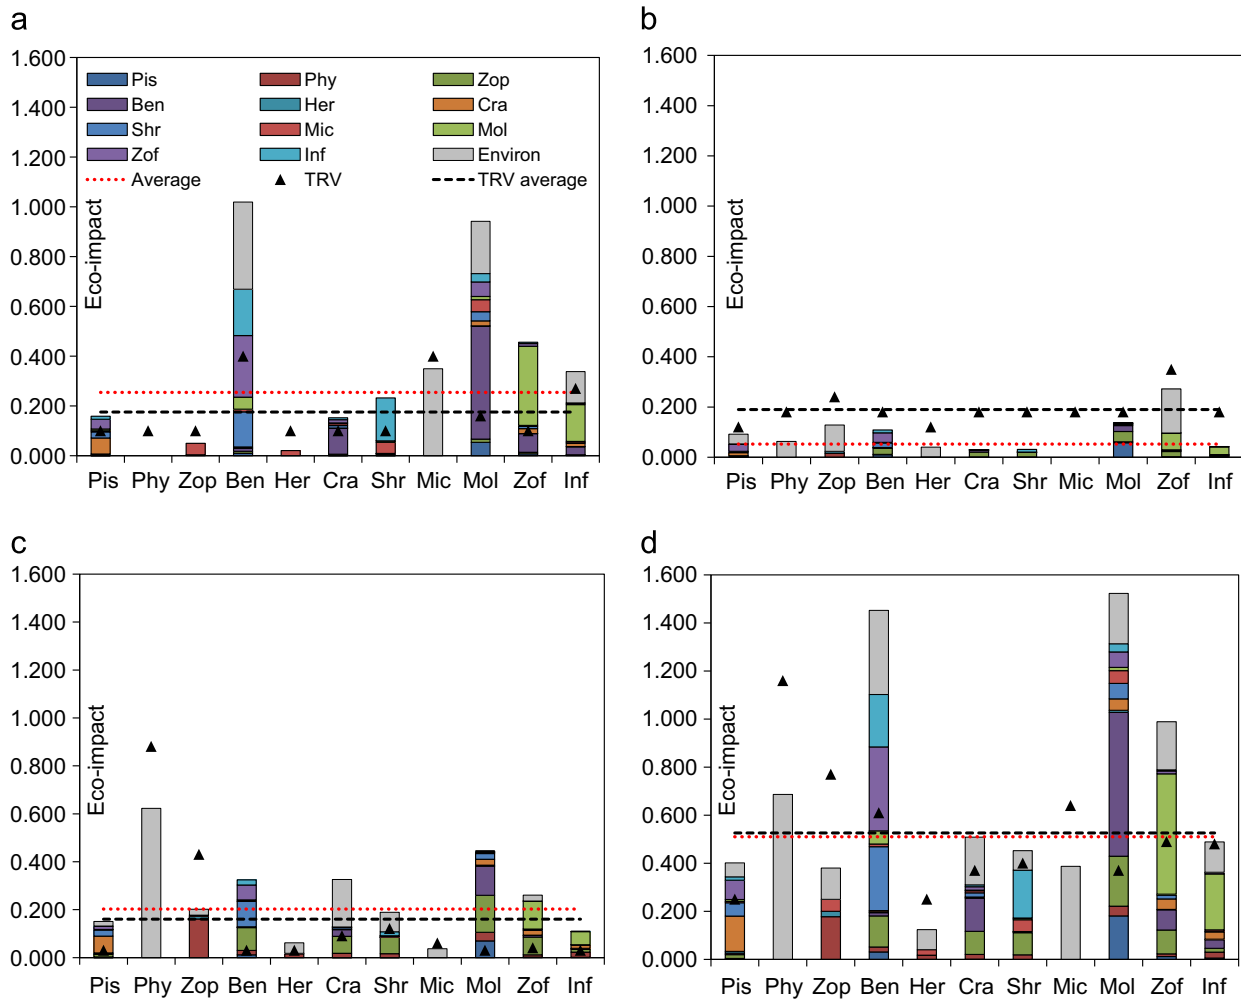 a
1.600
1.400
1.200
1.000
0.800
0.600
0.400
0.200
0.000
Eco-impact
Pis Phy Zop
Ben Her Cra
Shr Mic Mol
Zof Inf Environ
Average TRV TRV average
Pis Phy Zop Ben Her Cra Shr Mic Mol Zof Inf
b
1.600
1.400
1.200
1.000
0.800
0.600
0.400
0.200
0.000
Eco-impact
Pis Phy Zop Ben Her Cra Shr Mic Mol Zof Inf
c
1.600
1.400
1.200
1.000
0.800
0.600
0.400
0.200
0.000
Eco-impact
Pis Phy Zop Ben Her Cra Shr Mic Mol Zof Inf
d
1.600
1.400
1.200
1.000
0.800
0.600
0.400
0.200
0.000
Eco-impact
Pis Phy Zop Ben Her Cra Shr Mic Mol Zof Inf